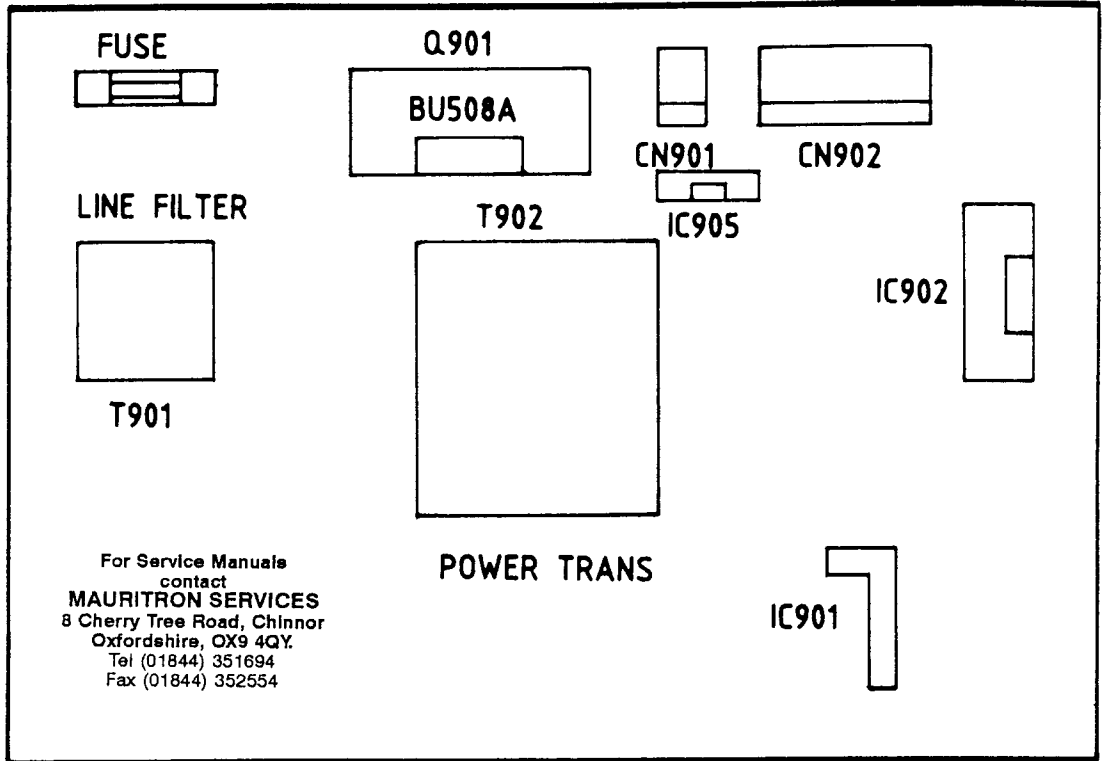 FUSE
Q901
BU508A
CN901
CN902
LINE FILTER
T902
IC905
IC902
T901
POWER TRANS
For Service Manuals
contact
MAURITRON SERVICES
8 Cherry Tree Road, Chinnor
Oxfordshire, OX9 4QY.
Tel (01844) 351694
Fax (01844) 352554
IC901